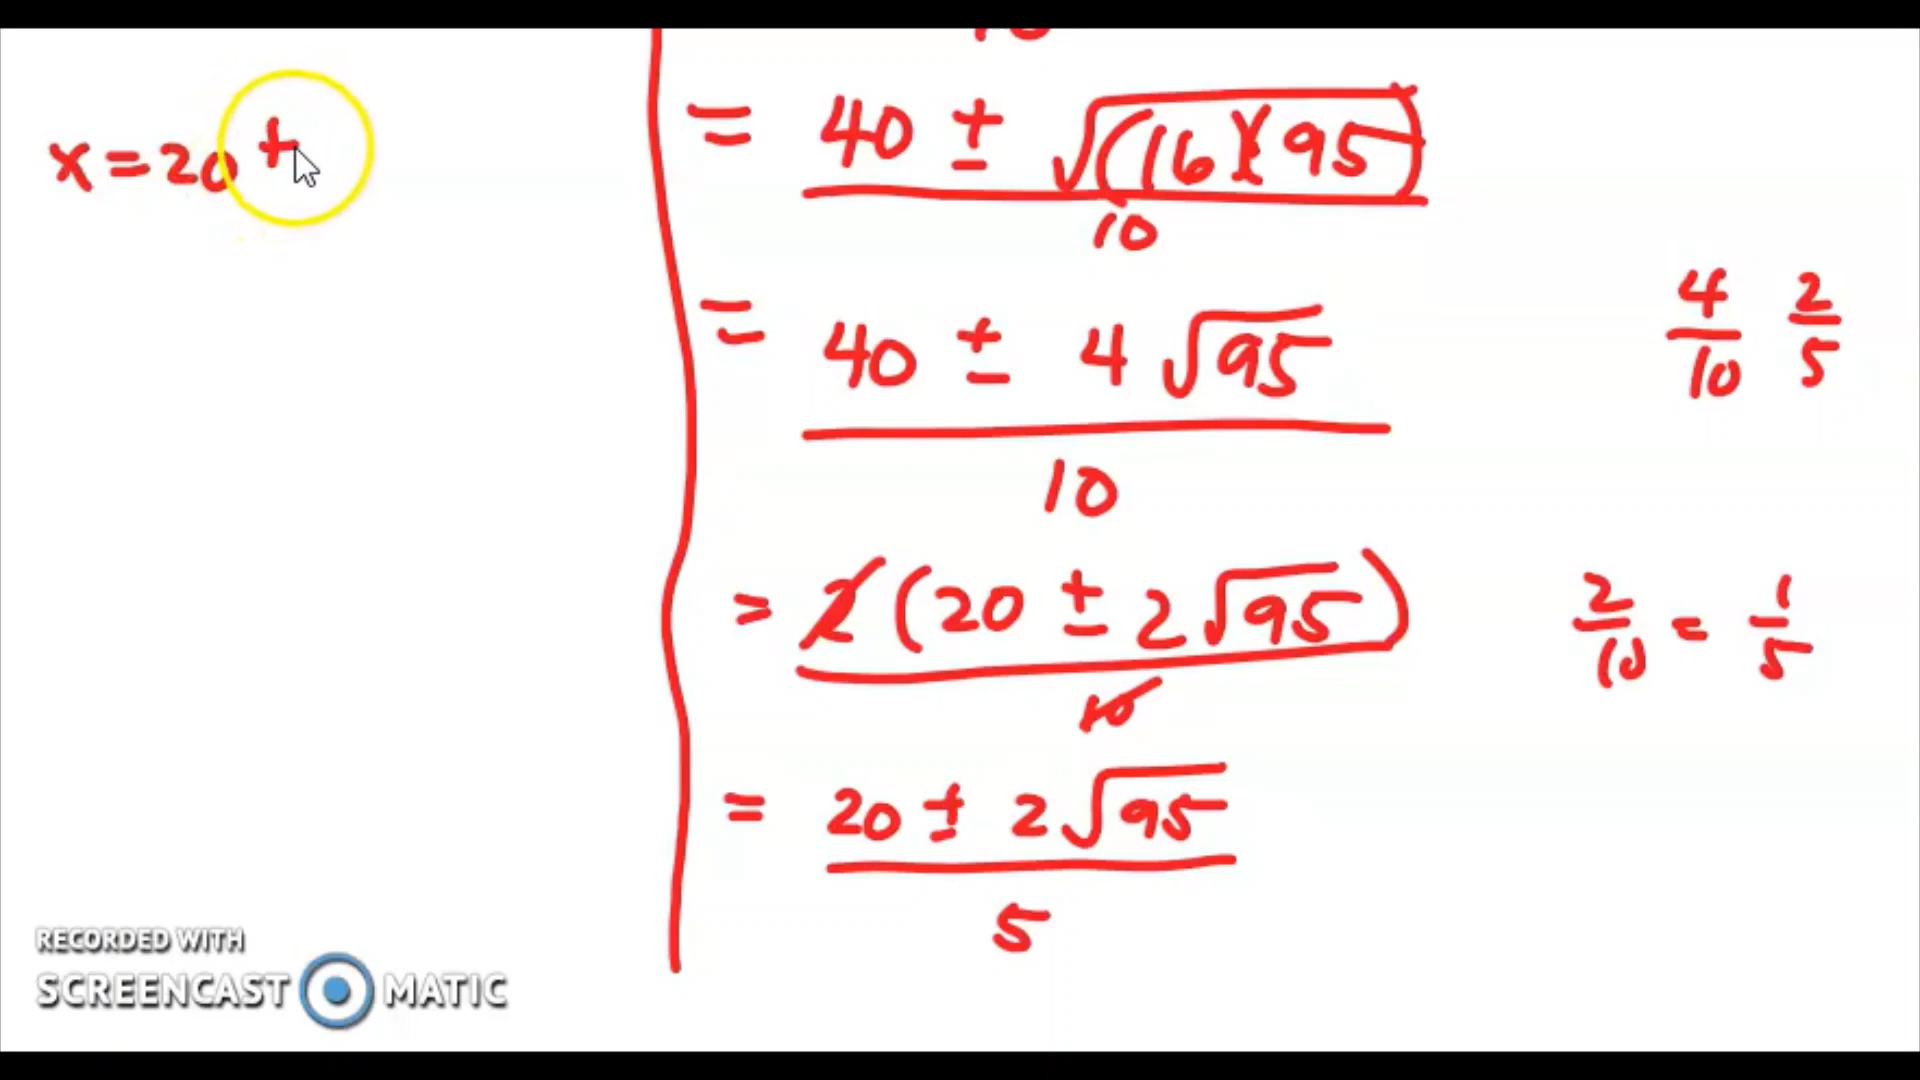 x = 20 +
= 40 ± √(16)(95)
10
= 40 ± 4 √95
10
4 2
10 5
= 2 (20 ± 2 √95)
10
2 = 1
10 5
= 20 ± 2 √95
5
RECORDED WITH
SCREENCAST MATIC